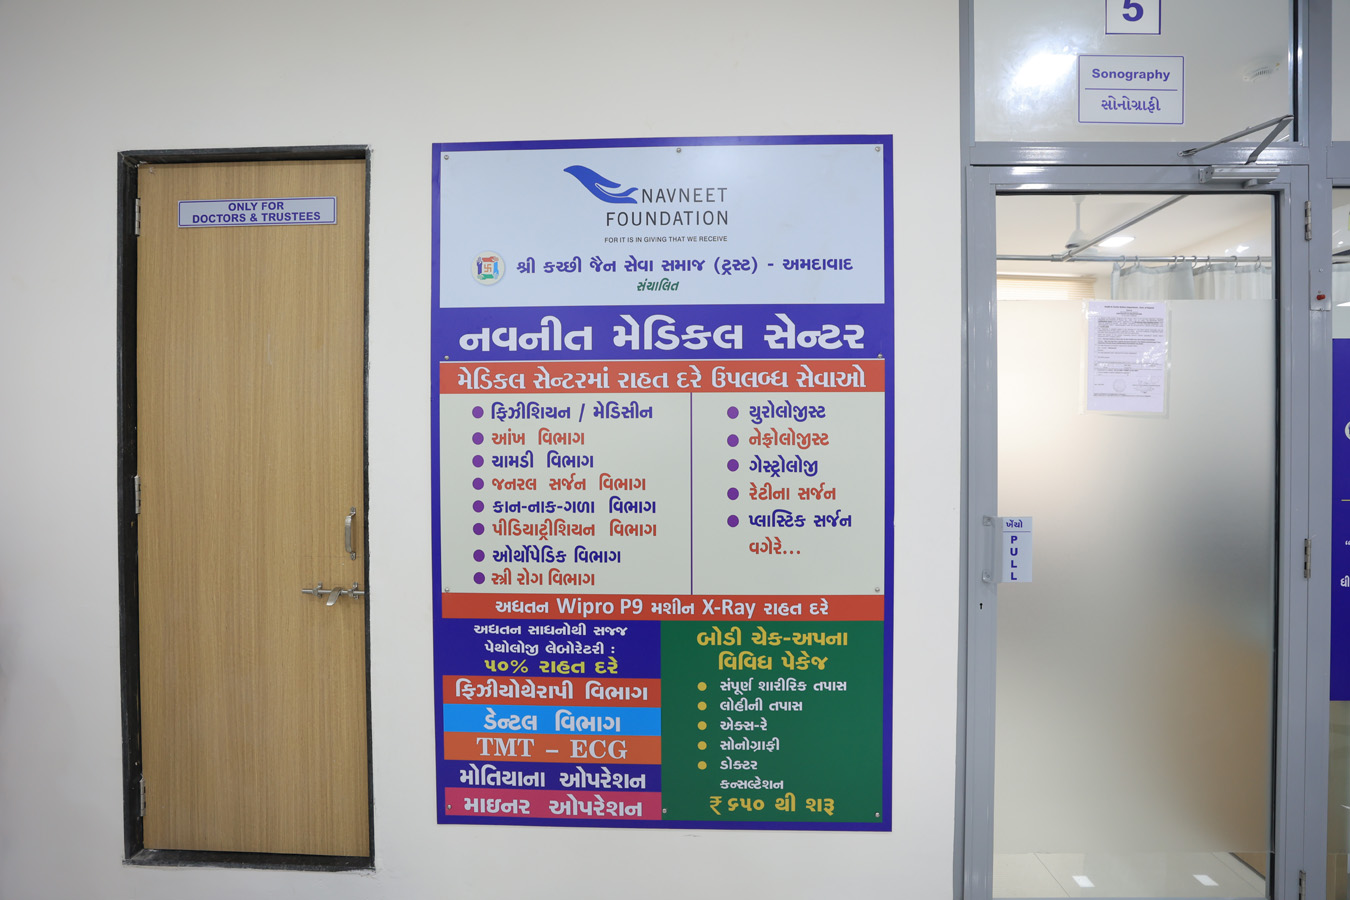 ONLY FOR
DOCTORS & TRUSTEES
NAVNEET
FOUNDATION
FOR IT IS IN GIVING THAT WE RECEIVE
શ્રી કચ્છી જૈન સેવા સમાજ (ટ્રસ્ટ) - અમદાવાદ
સંચાલિત
નવનીત મેડિકલ સેન્ટર
મેડિકલ સેન્ટરમાં રાહત દરે ઉપલબ્ધ સેવાઓ
ફિઝીશિયન / મેડિસીન
આંખ વિભાગ
ચામડી વિભાગ
જનરલ સર્જન વિભાગ
કાન-નાક-ગળા વિભાગ
પીડિયાટ્રીશિયન વિભાગ
ઓર્થોપેડિક વિભાગ
સ્ત્રી રોગ વિભાગ
યુરોલોજીસ્ટ
નેફ્રોલોજીસ્ટ
ગેસ્ટ્રોલોજી
રેટીના સર્જન
પ્લાસ્ટિક સર્જન
વગેરે...
અદ્યતન Wipro P9 મશીન X-Ray રાહત દરે
અદ્યતન સાધનોથી સજ્જ
પેથોલોજી લેબોરેટરી :
૫૦% રાહત દરે
ફિઝીયોથેરાપી વિભાગ
ડેન્ટલ વિભાગ
TMT – ECG
મોતિયાના ઓપરેશન
માઇનર ઓપરેશન
બોડી ચેક-અપના
વિવિધ પેકેજ
સંપૂર્ણ શારીરિક તપાસ
લોહીની તપાસ
એક્સ-રે
સોનોગ્રાફી
ડોક્ટર
કન્સલ્ટેશન
₹ ૬૫૦ થી શરૂ
5
Sonography
સોનોગ્રાફી
ખેંચો
PULL